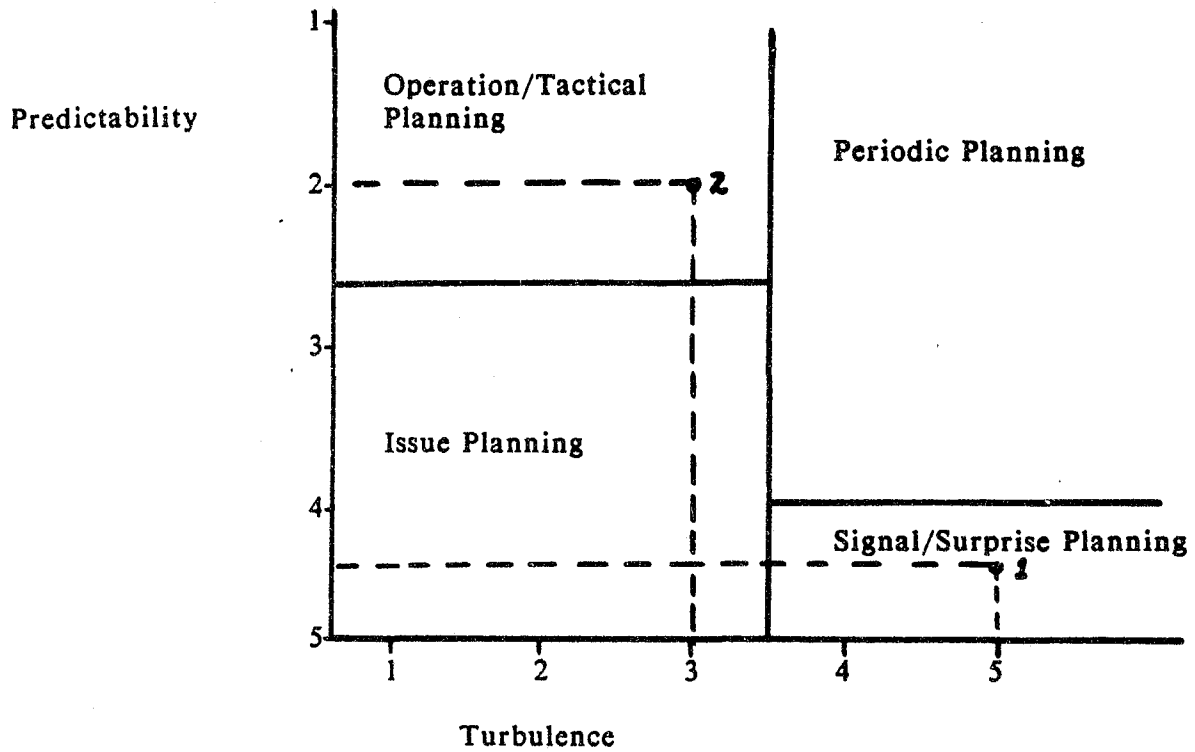 1
Operation/Tactical
Planning
Predictability
Periodic Planning
2
2
3
Issue Planning
4
Signal/Surprise Planning
1
5
1 2 3 4 5
Turbulence